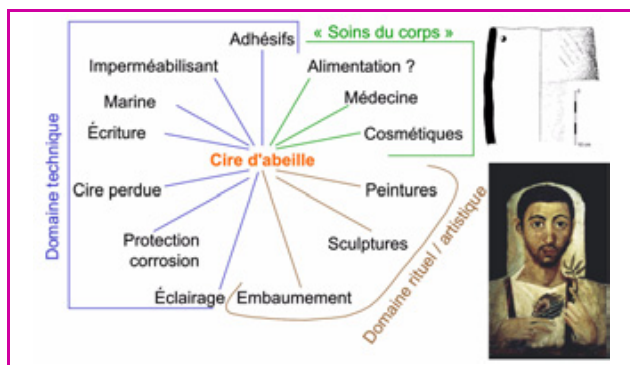 Adhésifs
« Soins du corps »
Imperméabilisant
Alimentation ?
Marine
Médecine
Écriture
Cosmétiques
Cire d'abeille
Cire perdue
Peintures
Protection
corrosion
Sculptures
Éclairage
Embaumement
Domaine technique
Domaine rituel / artistique